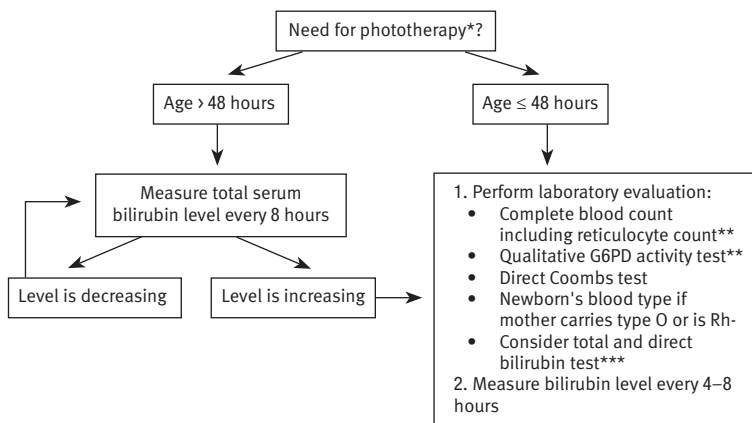 Need for phototherapy*?
Age > 48 hours
Age ≤ 48 hours
Measure total serum
bilirubin level every 8 hours
Level is decreasing
Level is increasing
1. Perform laboratory evaluation:
• Complete blood count
including reticulocyte count**
• Qualitative G6PD activity test**
• Direct Coombs test
• Newborn's blood type if
mother carries type O or is Rh-
• Consider total and direct
bilirubin test***
2. Measure bilirubin level every 4–8
hours